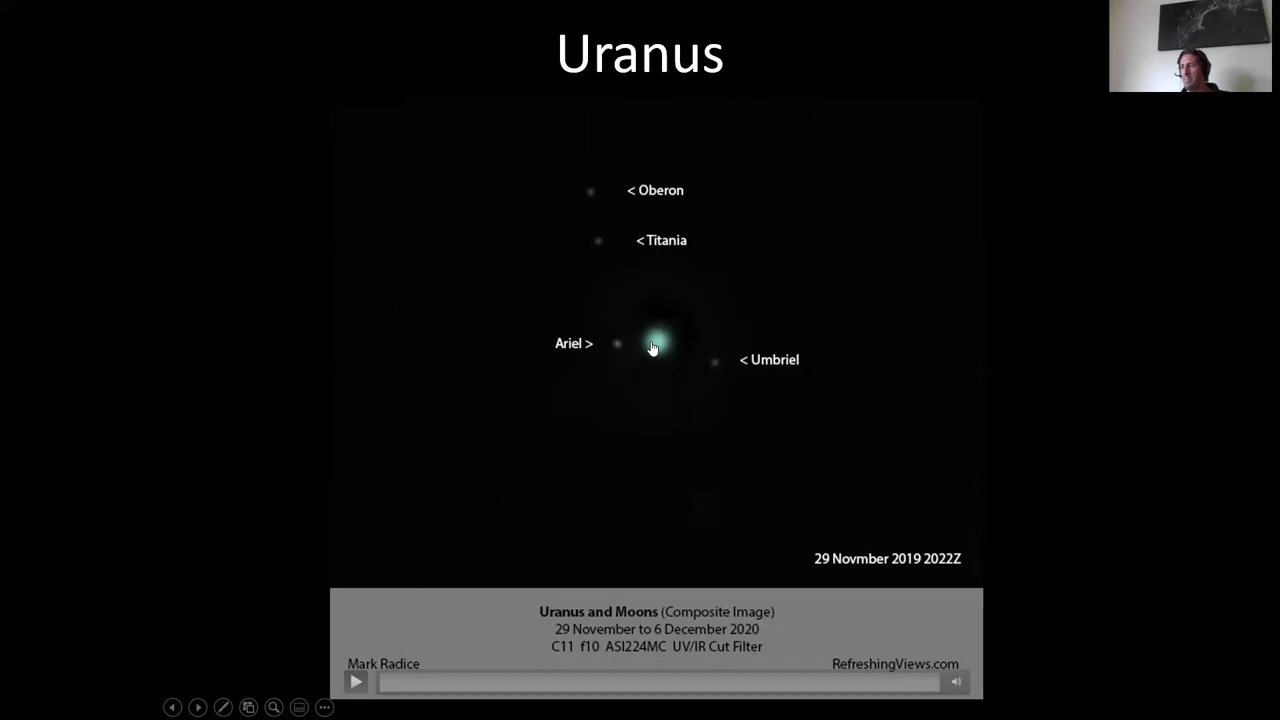 Uranus
< Oberon
< Titania
Ariel >
< Umbriel
29 Novmber 2019 2022Z
Uranus and Moons (Composite Image)
29 November to 6 December 2020
C11 f10 ASI224MC UV/IR Cut Filter
Mark Radice
RefreshingViews.com